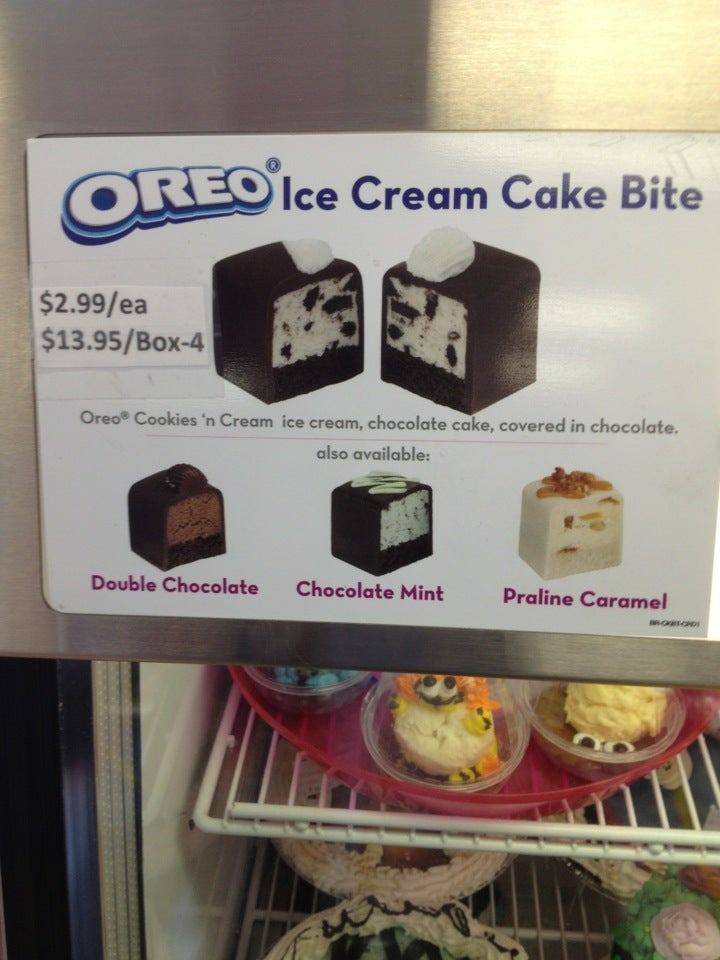 OREO® Ice Cream Cake Bite
$2.99/ea
$13.95/Box-4
Oreo® Cookies 'n Cream ice cream, chocolate cake, covered in chocolate.
also available:
Double Chocolate
Chocolate Mint
Praline Caramel